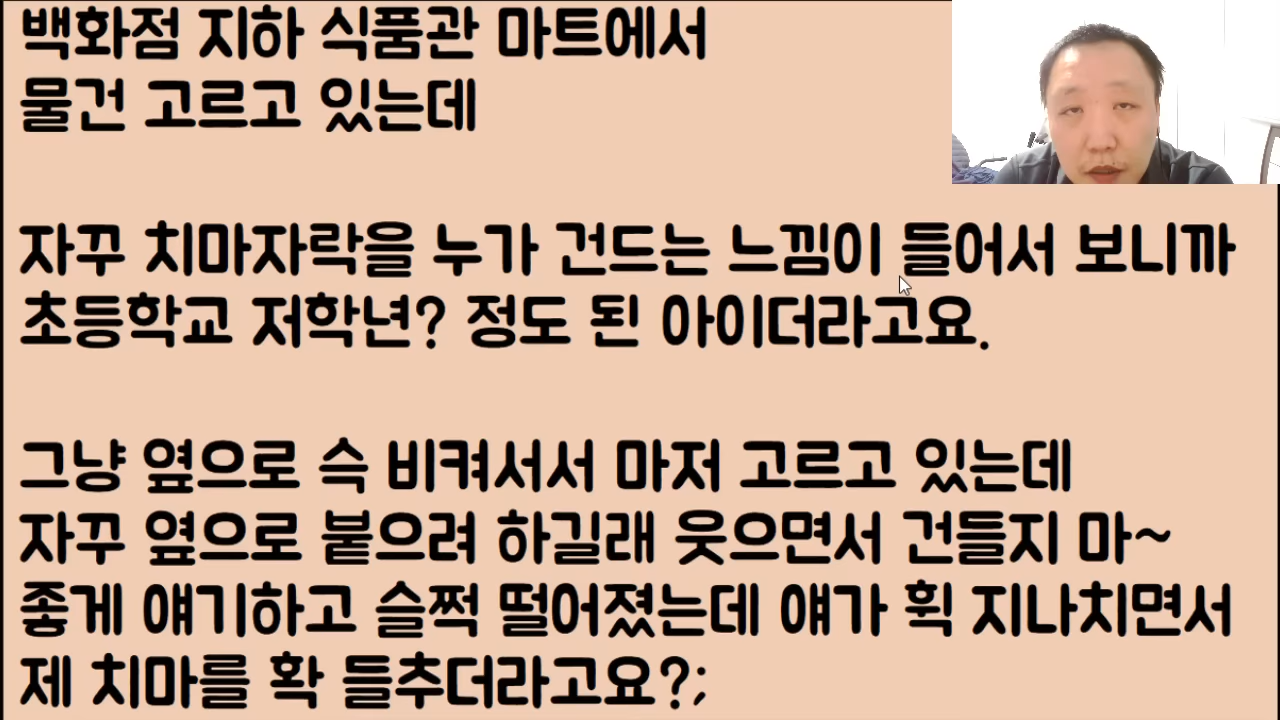 백화점 지하 식품관 마트에서
물건 고르고 있는데
자꾸 치마자락을 누가 건드는 느낌이 들어서 보니까
초등학교 저학년? 정도 된 아이더라고요.
그냥 옆으로 슥 비켜서서 마저 고르고 있는데
자꾸 옆으로 붙으려 하길래 웃으면서 건들지 마~
좋게 얘기하고 슬쩍 떨어졌는데 얘가 휙 지나치면서
제 치마를 확 들추더라고요?;